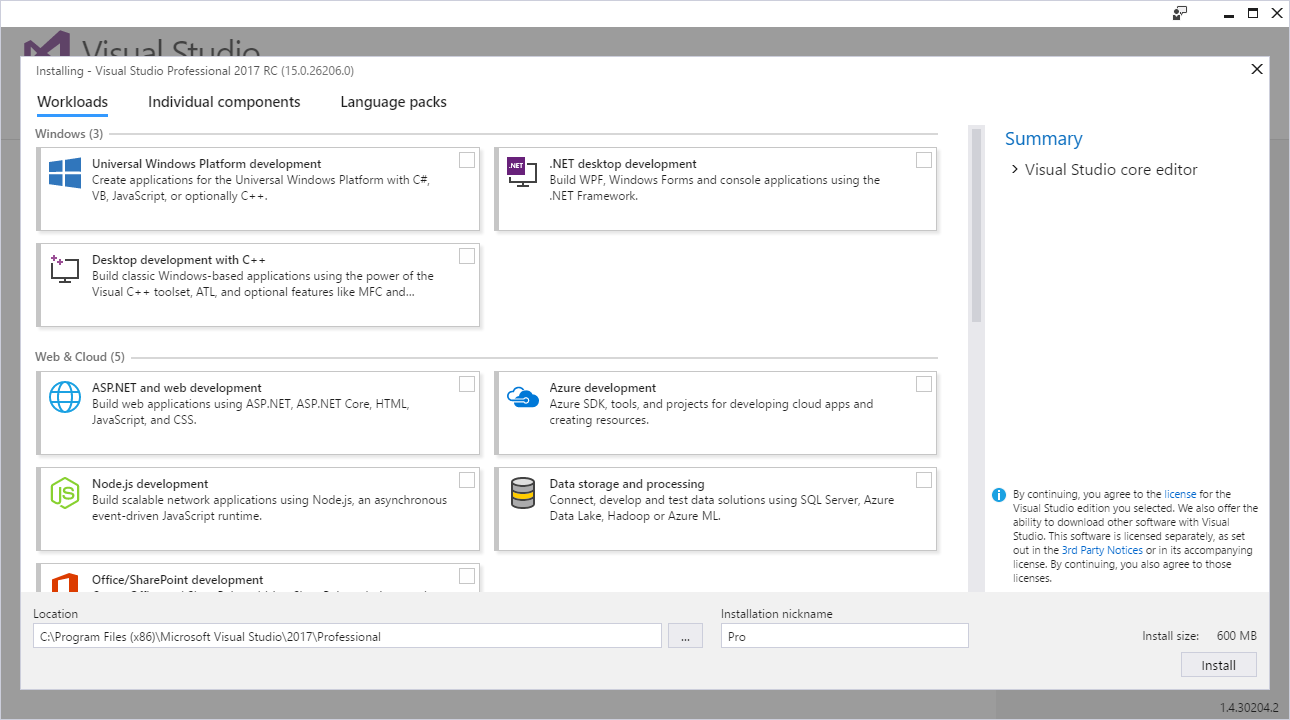 Visual Studio
Installing - Visual Studio Professional 2017 RC (15.0.26206.0)
Workloads
Individual components
Language packs
Windows (3)
Universal Windows Platform development
Create applications for the Universal Windows Platform with C#,
VB, JavaScript, or optionally C++.
.NET
.NET desktop development
Build WPF, Windows Forms and console applications using the
.NET Framework.
Desktop development with C++
Build classic Windows-based applications using the power of the
Visual C++ toolset, ATL, and optional features like MFC and...
Web & Cloud (5)
ASP.NET and web development
Build web applications using ASP.NET, ASP.NET Core, HTML,
JavaScript, and CSS.
Azure development
Azure SDK, tools, and projects for developing cloud apps and
creating resources.
JS
Node.js development
Build scalable network applications using Node.js, an asynchronous
event-driven JavaScript runtime.
Data storage and processing
Connect, develop and test data solutions using SQL Server, Azure
Data Lake, Hadoop or Azure ML.
Office/SharePoint development
Summary
Visual Studio core editor
By continuing, you agree to the license for the
Visual Studio edition you selected. We also offer the
ability to download other software with Visual
Studio. This software is licensed separately, as set
out in the 3rd Party Notices or in its accompanying
license. By continuing, you also agree to those
licenses.
Location
C:\Program Files (x86)\Microsoft Visual Studio\2017\Professional
...
Installation nickname
Pro
Install size: 600 MB
Install
1.4.30204.2